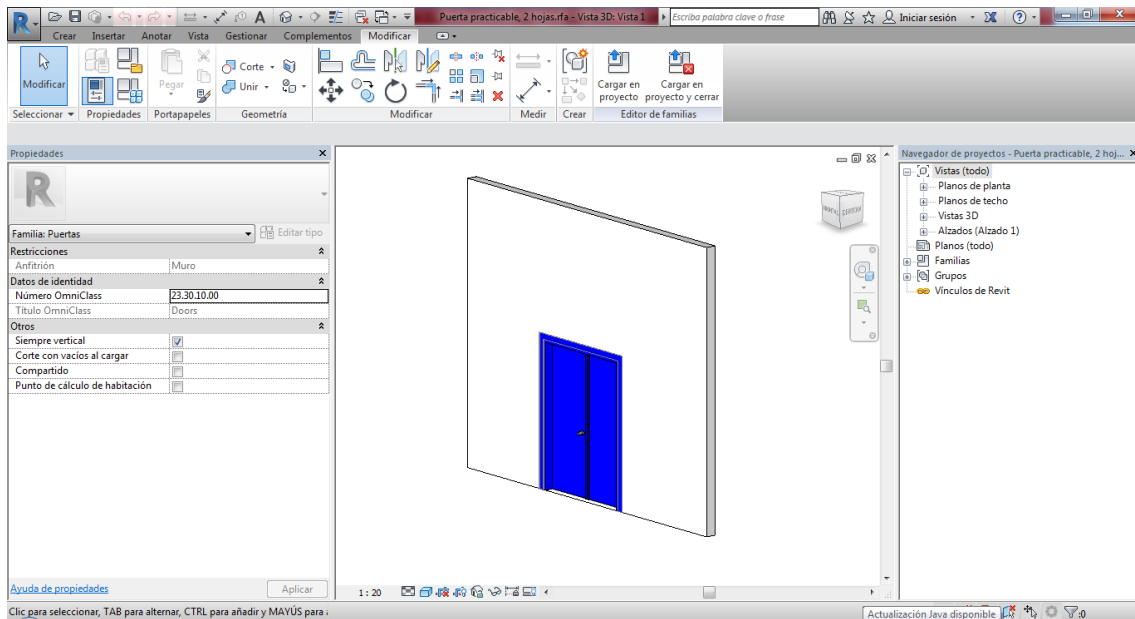 Puerta practicable, 2 hojas.rfa - Vista 3D: Vista 1
Escriba palabra clave o frase
Iniciar sesión
Crear Insertar Anotar Vista Gestionar Complementos Modificar
Modificar
Pegar
Corte
Unir
Cargar en proyecto
Cargar en proyecto y cerrar
Seleccionar Propiedades Portapapeles Geometría Modificar Medir Crear Editor de familias
Propiedades
Familia: Puertas
Editar tipo
Restricciones
Anfitrión Muro
Datos de identidad
Número OmniClass 23.30.10.00
Título OmniClass Doors
Otros
Siempre vertical
Corte con vacíos al cargar
Compartido
Punto de cálculo de habitación
Ayuda de propiedades
Aplicar
1 : 20
Navegador de proyectos - Puerta practicable, 2 hoj...
Vistas (todo)
Planos de planta
Planos de techo
Vistas 3D
Alzados (Alzado 1)
Planos (todo)
Familias
Grupos
Vínculos de Revit
Clic para seleccionar, TAB para alternar, CTRL para añadir y MAYÚS para
Actualización Java disponible
:0